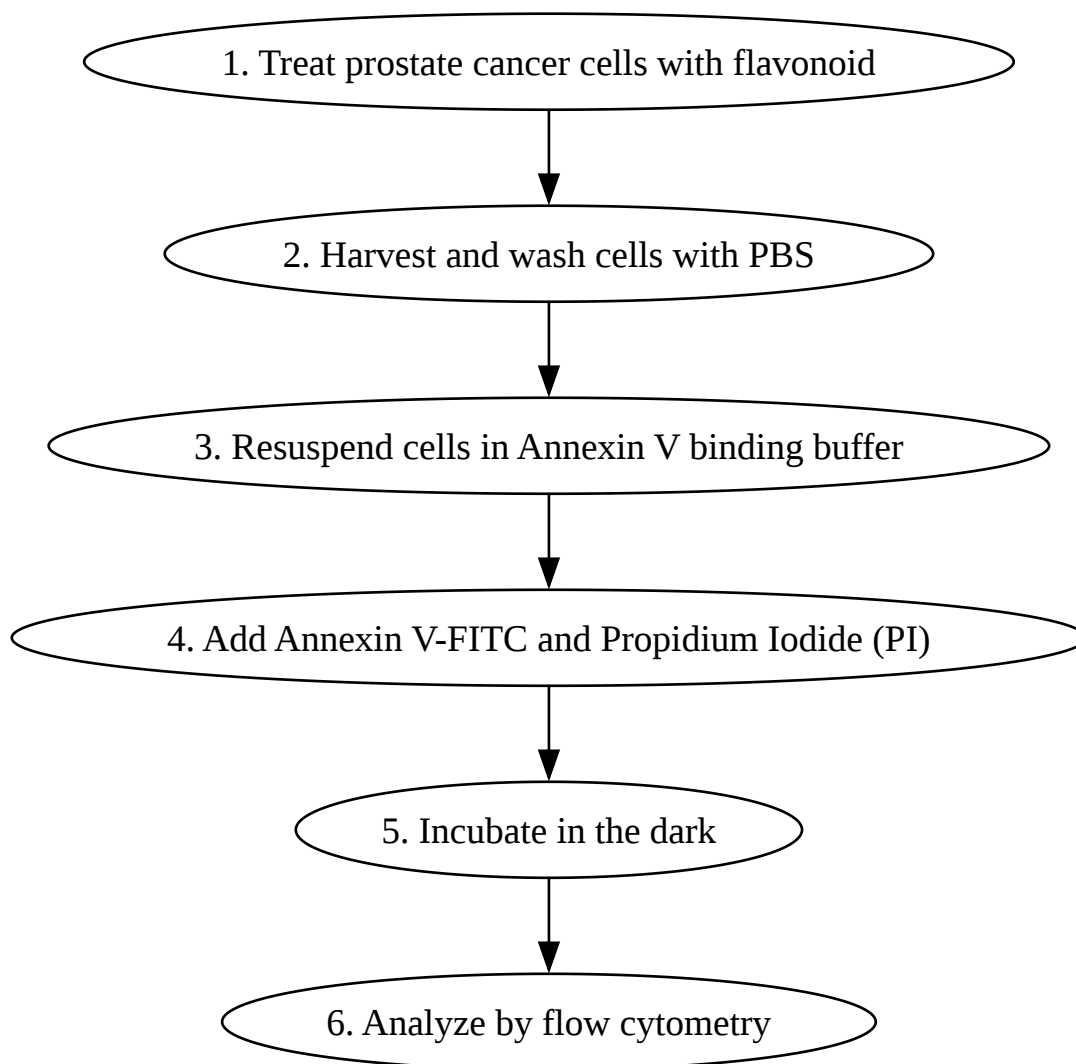 1. Treat prostate cancer cells with flavonoid
2. Harvest and wash cells with PBS
3. Resuspend cells in Annexin V binding buffer
4. Add Annexin V-FITC and Propidium Iodide (PI)
5. Incubate in the dark
6. Analyze by flow cytometry